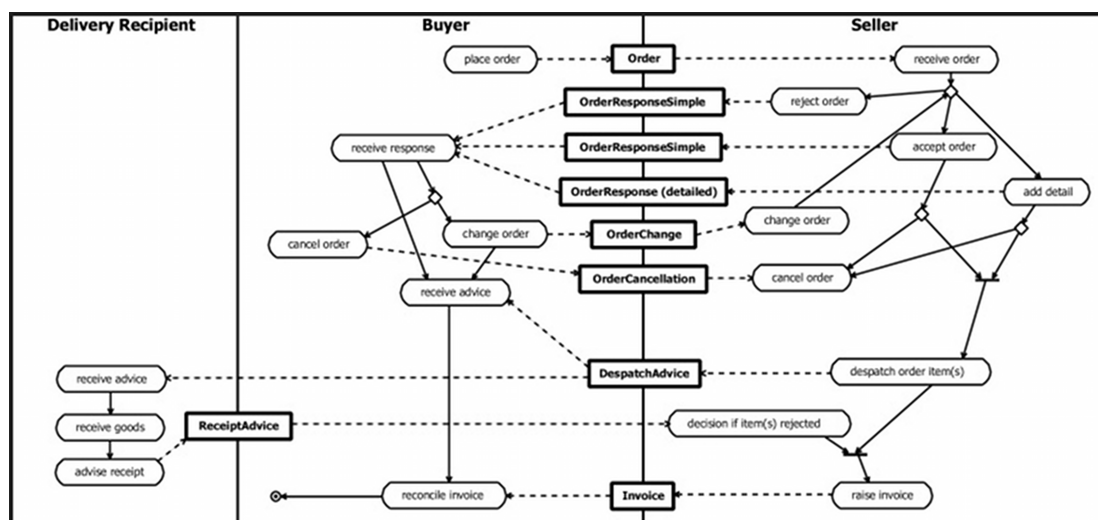 Delivery Recipient
Buyer
Seller
place order
Order
receive order
OrderResponseSimple
reject order
receive response
OrderResponseSimple
accept order
OrderResponse (detailed)
add detail
cancel order
change order
OrderChange
change order
receive advice
OrderCancellation
cancel order
receive advice
DespatchAdvice
despatch order item(s)
receive goods
ReceiptAdvice
decision if item(s) rejected
advise receipt
reconcile invoice
Invoice
raise invoice